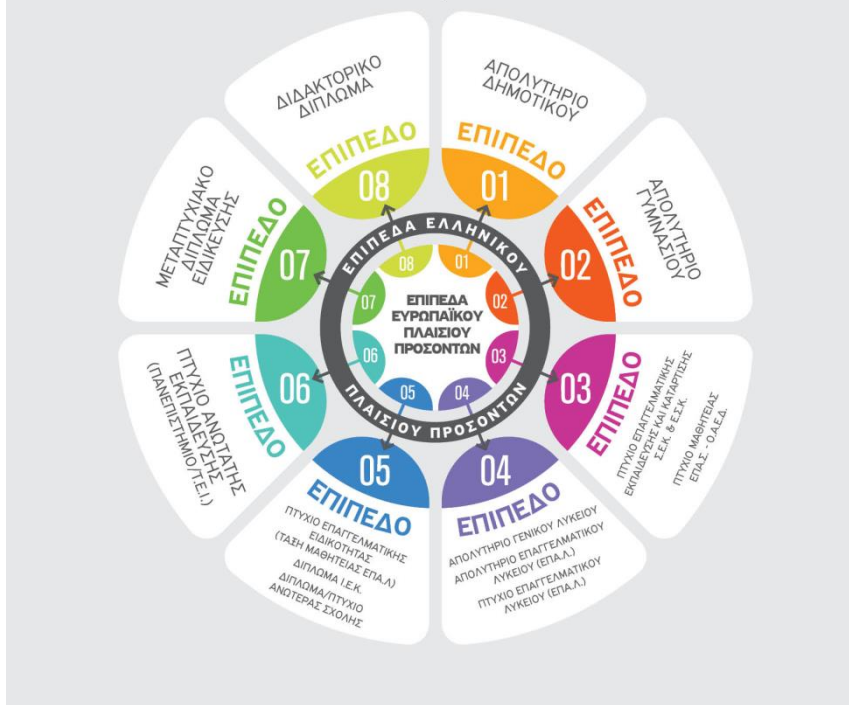 ΕΠΙΠΕΔΑ
ΕΥΡΩΠΑΪΚΟΥ
ΠΛΑΙΣΙΟΥ
ΠΡΟΣΟΝΤΩΝ
01
02
03
04
05
06
07
08
ΕΠΙΠΕΔΑ ΕΛΛΗΝΙΚΟΥ
ΠΛΑΙΣΙΟΥ ΠΡΟΣΟΝΤΩΝ
01
ΕΠΙΠΕΔΟ
ΑΠΟΛΥΤΗΡΙΟ
ΔΗΜΟΤΙΚΟΥ
02
ΕΠΙΠΕΔΟ
ΑΠΟΛΥΤΗΡΙΟ
ΓΥΜΝΑΣΙΟΥ
03
ΕΠΙΠΕΔΟ
ΠΤΥΧΙΟ ΕΠΑΓΓΕΛΜΑΤΙΚΗΣ
ΕΚΠΑΙΔΕΥΣΗΣ ΚΑΙ ΚΑΤΑΡΤΙΣΗΣ
Σ.Ε.Κ. & Ε.Σ.Κ.
ΠΤΥΧΙΟ ΜΑΘΗΤΕΙΑΣ
ΕΠΑ.Σ. - Ο.Α.Ε.Δ.
04
ΕΠΙΠΕΔΟ
ΑΠΟΛΥΤΗΡΙΟ ΓΕΝΙΚΟΥ ΛΥΚΕΙΟΥ
ΑΠΟΛΥΤΗΡΙΟ ΕΠΑΓΓΕΛΜΑΤΙΚΟΥ
ΛΥΚΕΙΟΥ (ΕΠΑ.Λ.)
ΠΤΥΧΙΟ ΕΠΑΓΓΕΛΜΑΤΙΚΟΥ
ΛΥΚΕΙΟΥ (ΕΠΑ.Λ.)
05
ΕΠΙΠΕΔΟ
ΠΤΥΧΙΟ ΕΠΑΓΓΕΛΜΑΤΙΚΗΣ
ΕΙΔΙΚΟΤΗΤΑΣ
(ΤΑΞΗ ΜΑΘΗΤΕΙΑΣ ΕΠΑ.Λ)
ΔΙΠΛΩΜΑ Ι.Ε.Κ.
ΔΙΠΛΩΜΑ/ΠΤΥΧΙΟ
ΑΝΩΤΕΡΑΣ ΣΧΟΛΗΣ
06
ΕΠΙΠΕΔΟ
ΠΤΥΧΙΟ ΑΝΩΤΑΤΗΣ
ΕΚΠΑΙΔΕΥΣΗΣ
(ΠΑΝΕΠΙΣΤΗΜΙΟ/Τ.Ε.Ι.)
07
ΕΠΙΠΕΔΟ
ΜΕΤΑΠΤΥΧΙΑΚΟ
ΔΙΠΛΩΜΑ
ΕΙΔΙΚΕΥΣΗΣ
08
ΕΠΙΠΕΔΟ
ΔΙΔΑΚΤΟΡΙΚΟ
ΔΙΠΛΩΜΑ